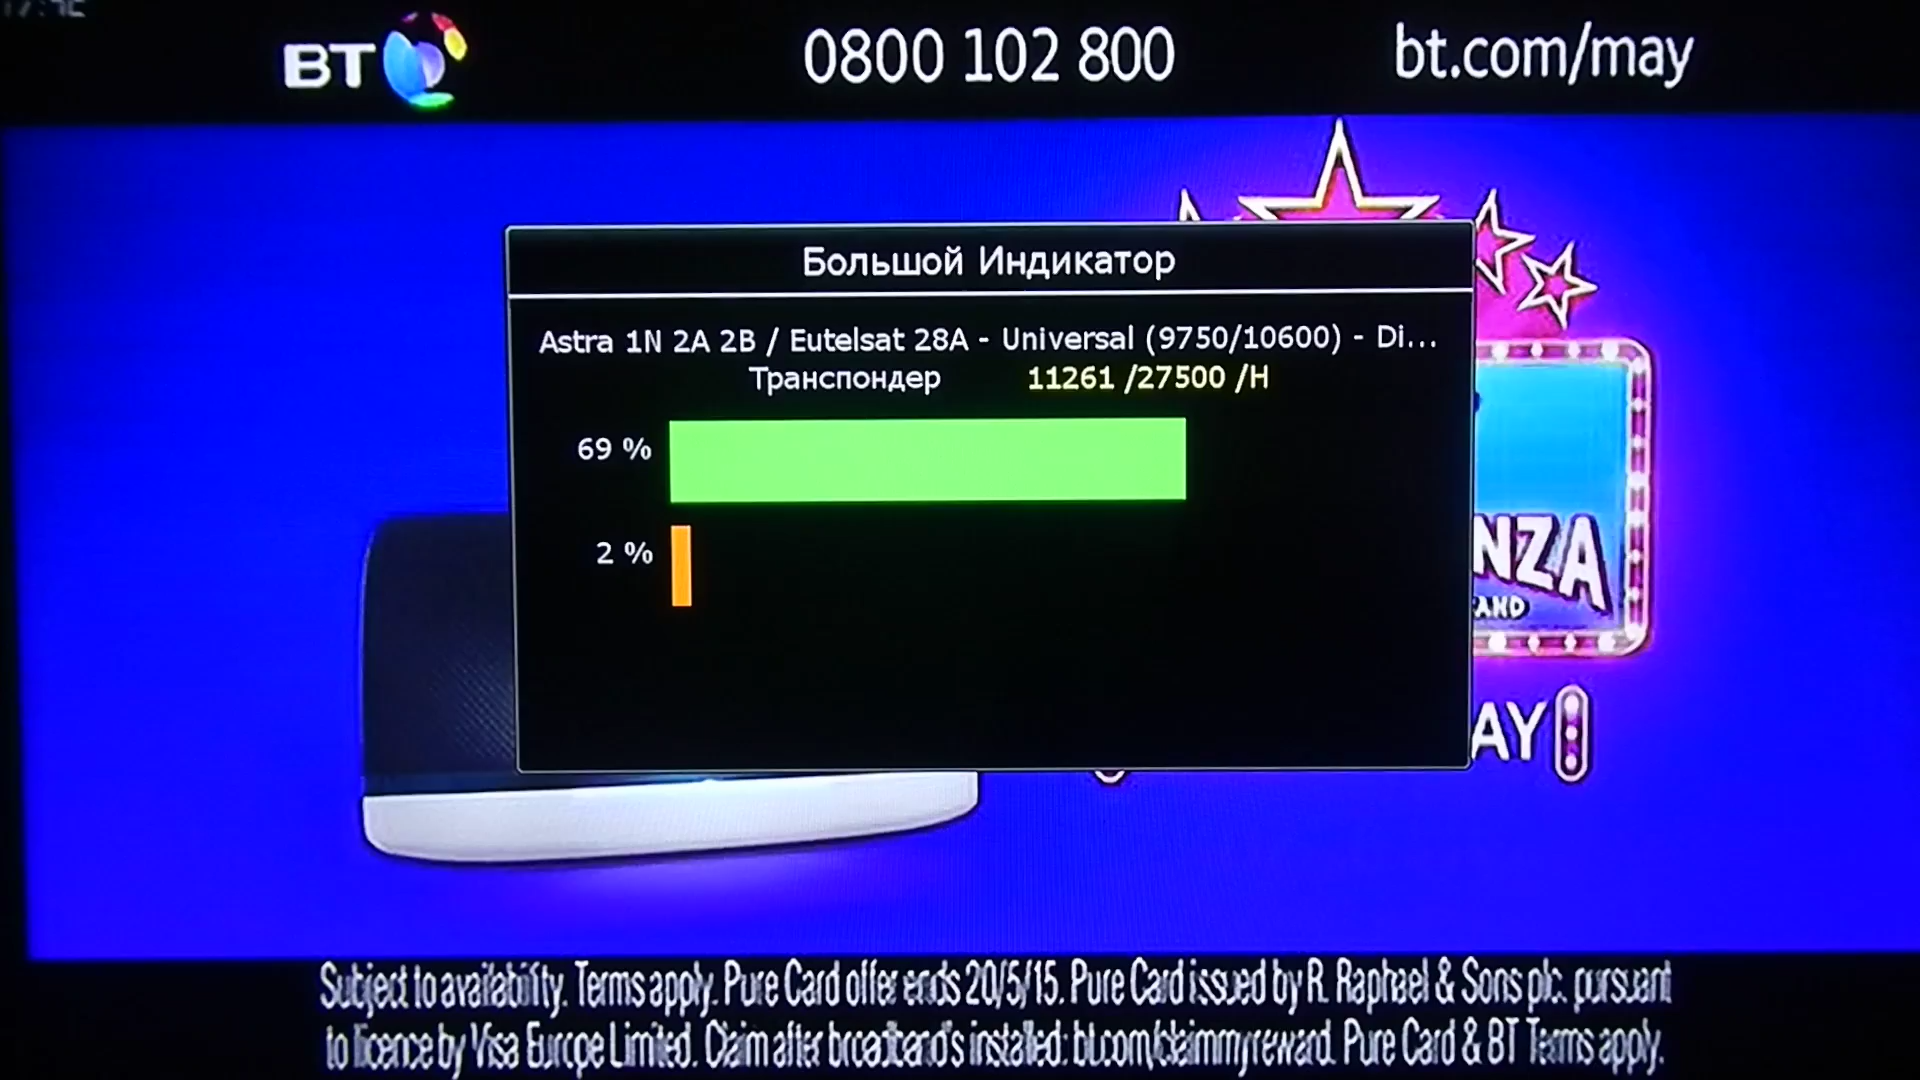 BT
0800 102 800
bt.com/may
Большой Индикатор
Astra 1N 2A 2B / Eutelsat 28A - Universal (9750/10600) - Di...
Транспондер 11261 /27500 /H
69 %
2 %
NZA
AND
AY
Subject to availability. Terms apply. Pure Card offer ends 20/5/15. Pure Card issued by R. Raphael & Sons plc. pursuant
to licence by Visa Europe Limited. Claim after broadband's installed: bt.com/claimmyreward. Pure Card & BT Terms apply.